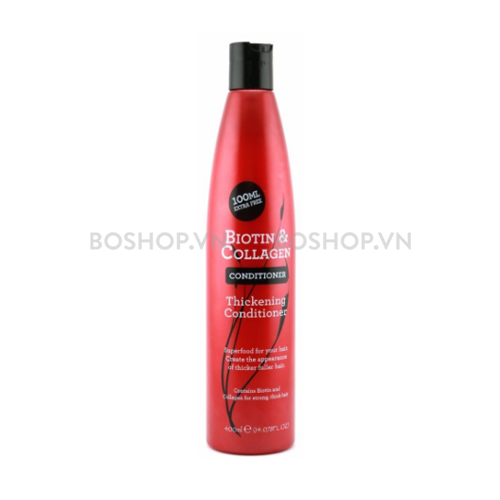 100ML
EXTRA FREE
BIOTIN &
COLLAGEN
BOSHOP.VN
BOSHOP.VN
CONDITIONER
Thickening
Conditioner
Superfood for your hair
Create the appearance
of thicker fuller hair
Contains Biotin and
Collagen for strong thick hair
400ml